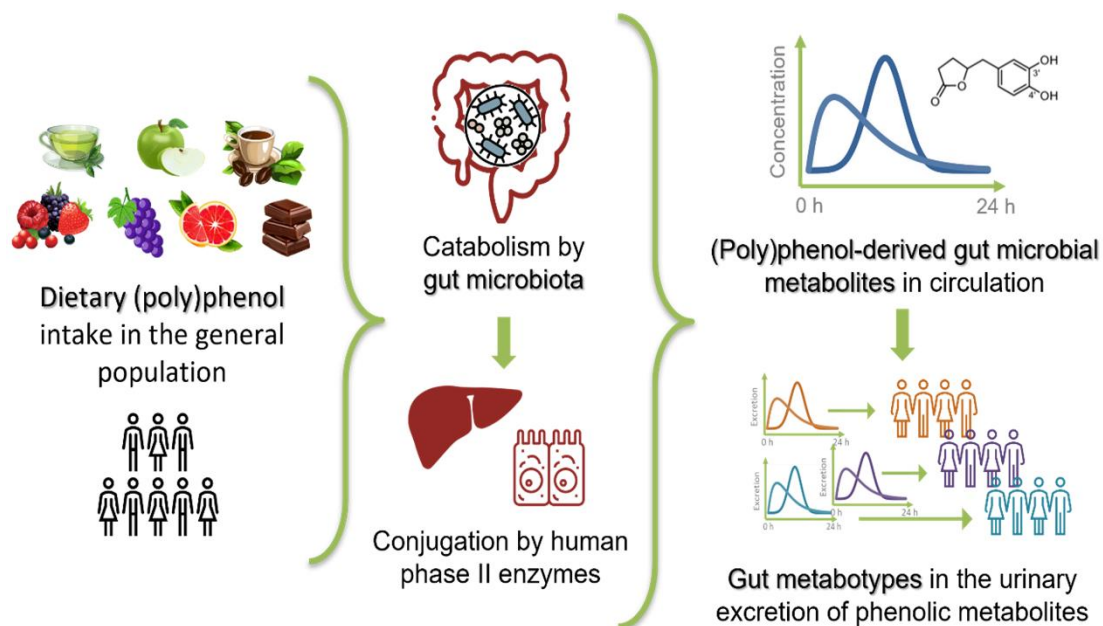 Dietary (poly)phenol
intake in the general
population
Catabolism by
gut microbiota
Conjugation by human
phase II enzymes
Concentration
0 h
24 h
O
O
3'
OH
4'
OH
(Poly)phenol-derived gut microbial
metabolites in circulation
Excretion
0 h
24 h
Excretion
0 h
24 h
Excretion
0 h
24 h
Gut metabotypes in the urinary
excretion of phenolic metabolites